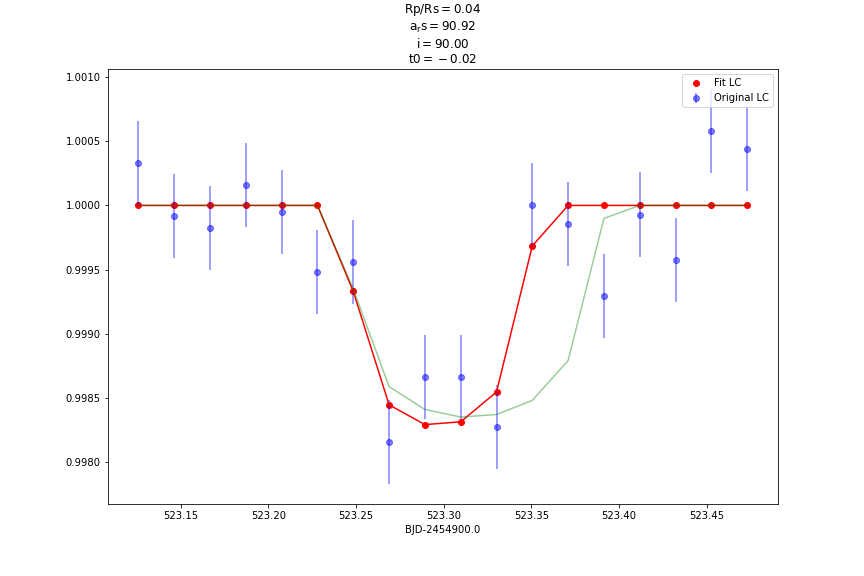 Rp/Rs = 0.04
a_rs = 90.92
i = 90.00
t0 = −0.02
1.0010
1.0005
1.0000
0.9995
0.9990
0.9985
0.9980
Fit LC
Original LC
523.15 523.20 523.25 523.30 523.35 523.40 523.45
BJD-2454900.0